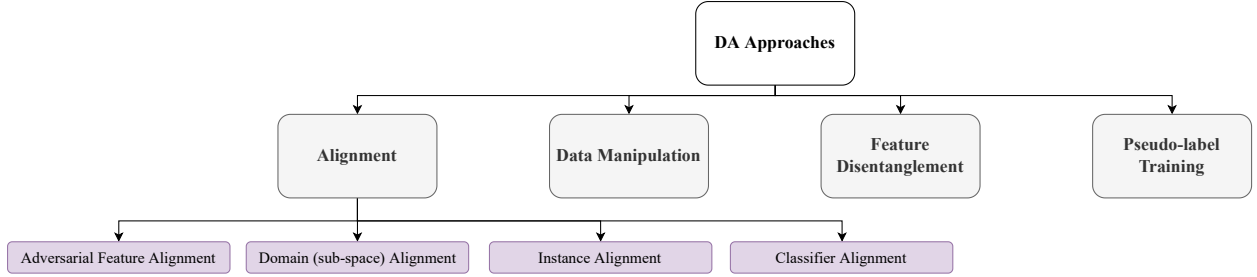 DA Approaches
Alignment
Data Manipulation
Feature
Disentanglement
Pseudo-label
Training
Adversarial Feature Alignment
Domain (sub-space) Alignment
Instance Alignment
Classifier Alignment